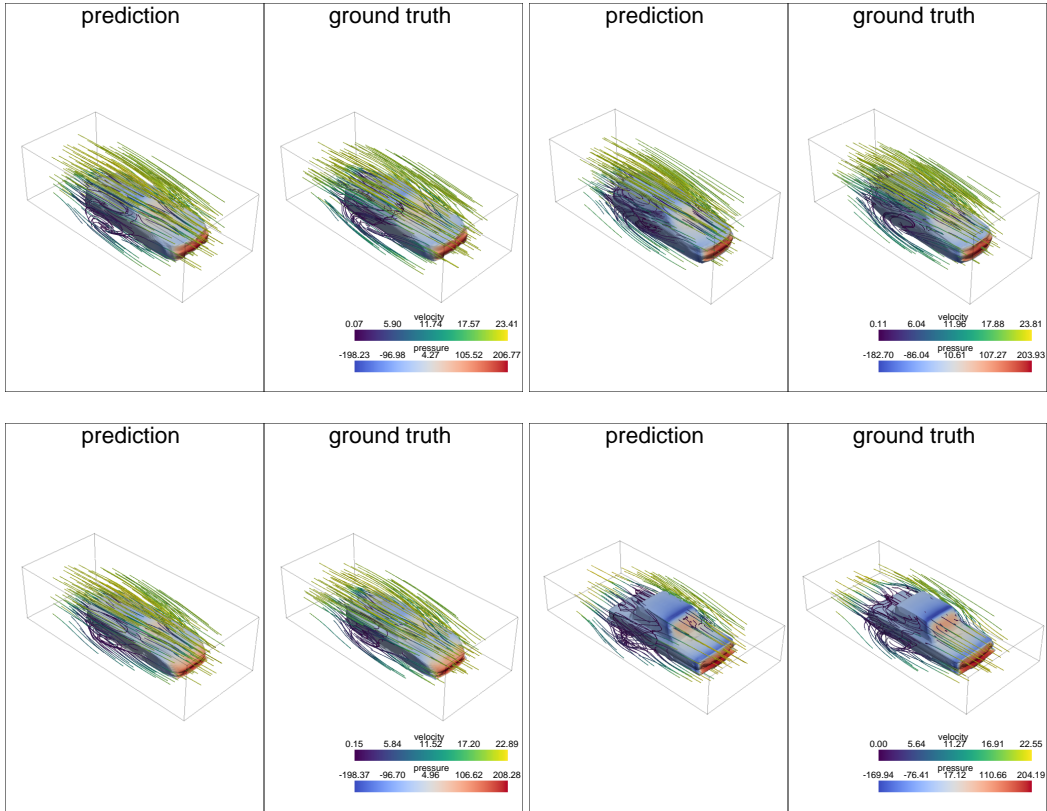 prediction
ground truth
velocity
0.07 5.90 11.74 17.57 23.41
pressure
-198.23 -96.98 4.27 105.52 206.77
prediction
ground truth
velocity
0.11 6.04 11.96 17.88 23.81
pressure
-182.70 -86.04 10.61 107.27 203.93
prediction
ground truth
velocity
0.15 5.84 11.52 17.20 22.89
pressure
-198.37 -96.70 4.96 106.62 208.28
prediction
ground truth
velocity
0.00 5.64 11.27 16.91 22.55
pressure
-169.94 -76.41 17.12 110.66 204.19